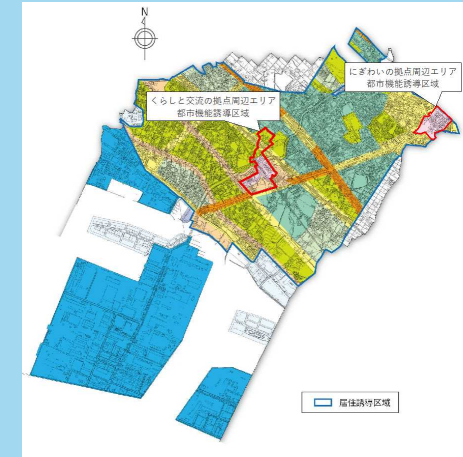 N
にぎわいの拠点周辺エリア
都市機能誘導区域
くらしと交流の拠点周辺エリア
都市機能誘導区域
居住誘導区域